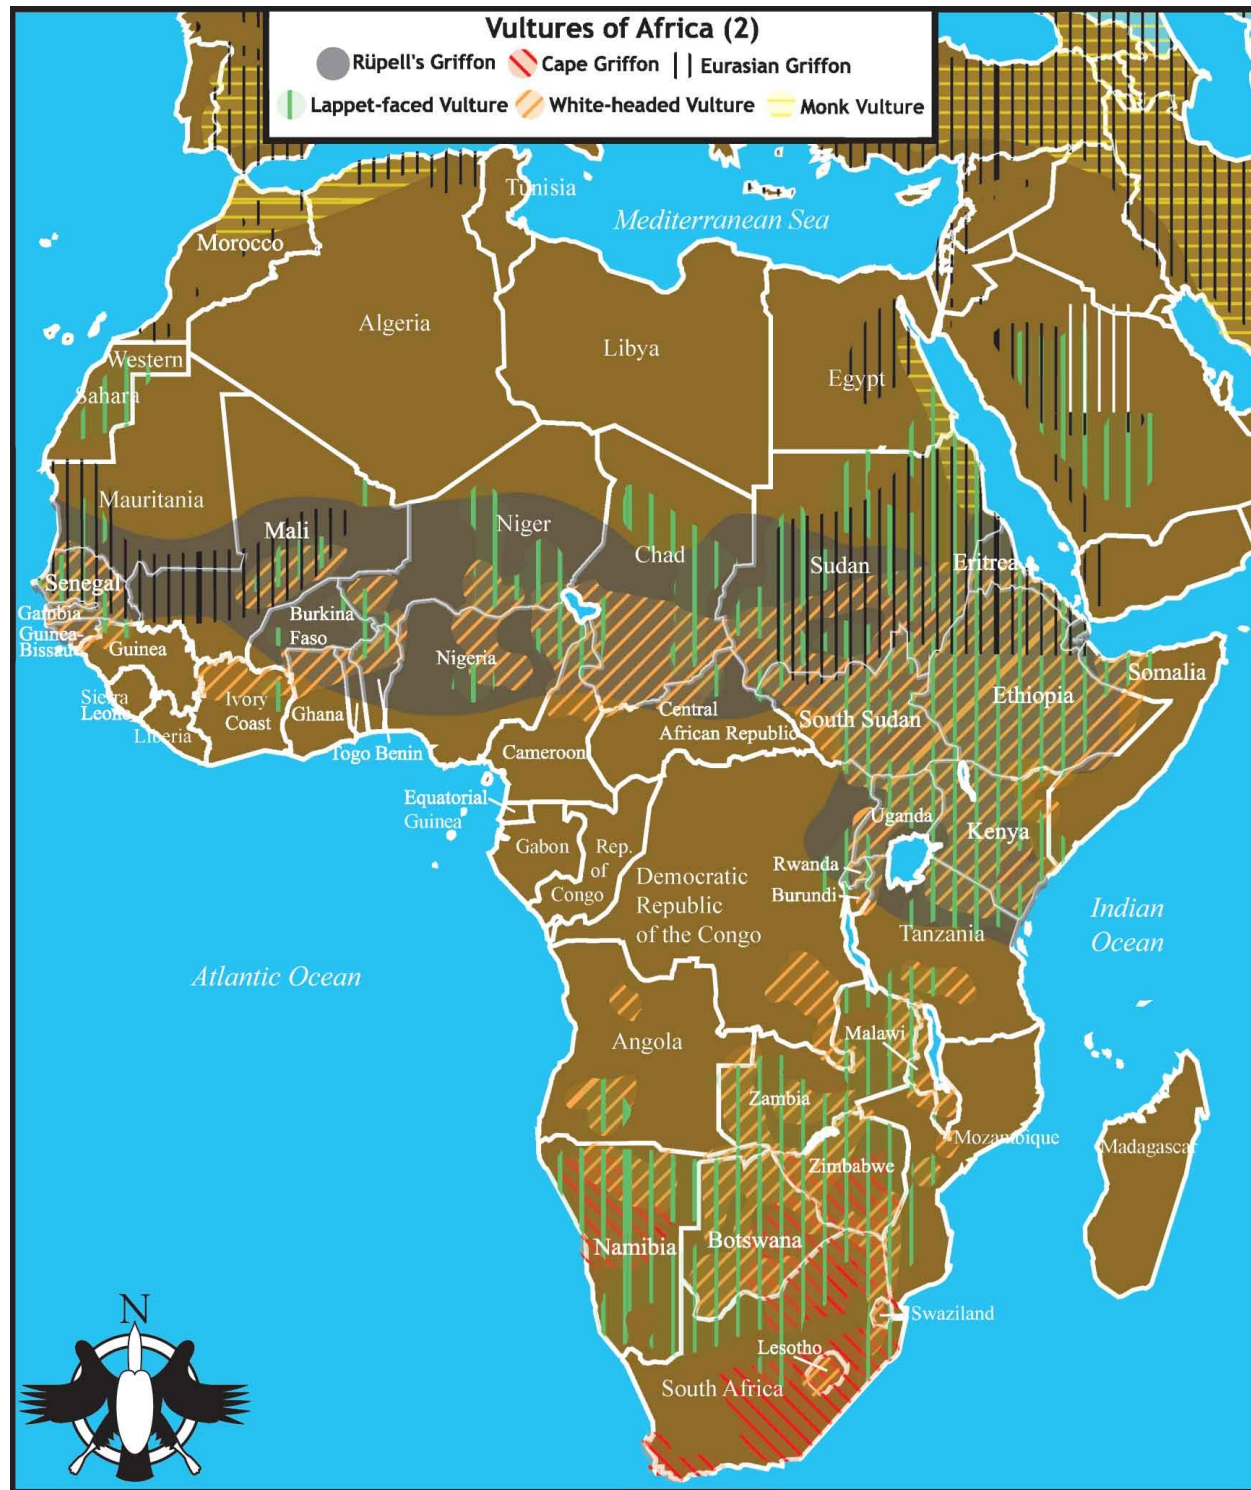 Vultures of Africa (2)
Rüpell's Griffon Cape Griffon Eurasian Griffon
Lappet-faced Vulture White-headed Vulture Monk Vulture
Tunisia
Mediterranean Sea
Morocco
Algeria
Libya
Egypt
Western
Sahara
Mauritania
Mali
Niger
Chad
Sudan
Eritrea
Senegal
Gambia
Guinea-
Bissau
Guinea
Burkina
Faso
Nigeria
Somalia
Ethiopia
Sierra
Leone
Liberia
Ivory
Coast
Ghana
Togo
Benin
Cameroon
Central
African Republic
South Sudan
Equatorial
Guinea
Gabon
Rep.
of
Congo
Uganda
Kenya
Rwanda
Burundi
Democratic
Republic
of the Congo
Tanzania
Indian
Ocean
Atlantic Ocean
Angola
Malawi
Zambia
Mozambique
Madagascar
Zimbabwe
Namibia
Botswana
Swaziland
Lesotho
South Africa
N